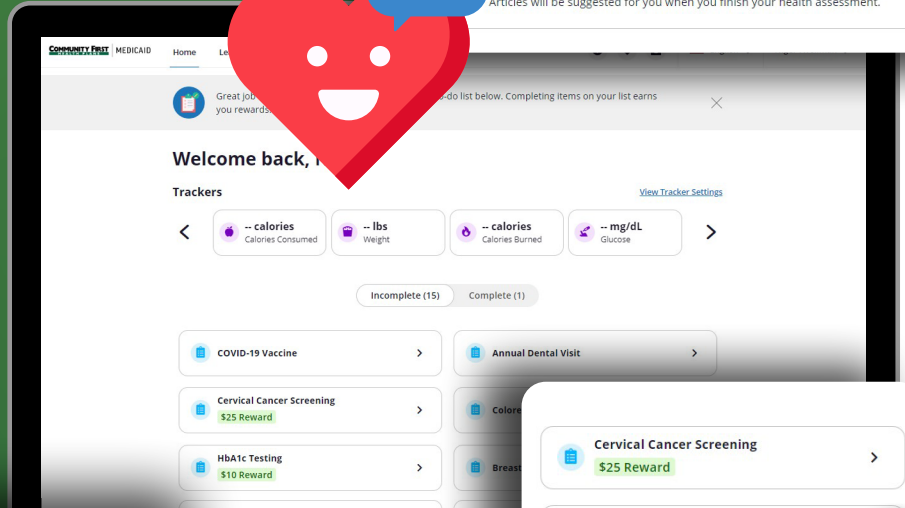 Articles will be suggested for you when you finish your health assessment.
COMMUNITY FIRST MEDICAID
HEALTH PLANS
Home
Great job
do list below. Completing items on your list earns
you rewards.
Welcome back,
Trackers
View Tracker Settings
-- calories
Calories Consumed
-- lbs
Weight
-- calories
Calories Burned
-- mg/dL
Glucose
Incomplete (15)
Complete (1)
COVID-19 Vaccine
Annual Dental Visit
Cervical Cancer Screening
$25 Reward
HbA1c Testing
$10 Reward
Breast
Cervical Cancer Screening
$25 Reward